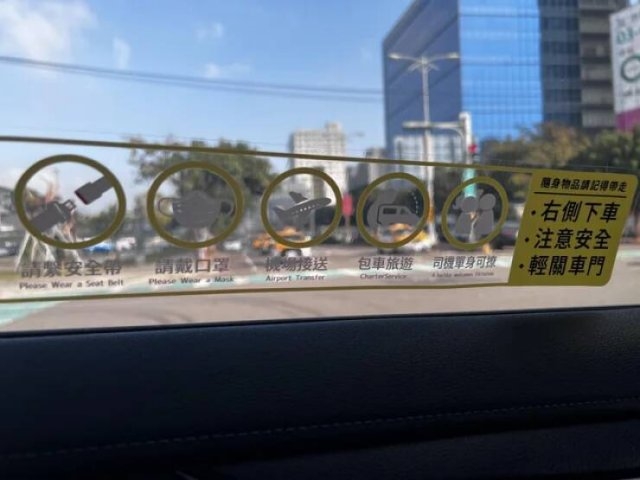 請繫安全帶
Please Wear a Seat Belt
請戴口罩
Please Wear a Mask
機場接送
Airport Transfer
包車旅遊
CharterService
司機單身可撩
隨身物品請記得帶走
·右側下車
·注意安全
·輕關車門